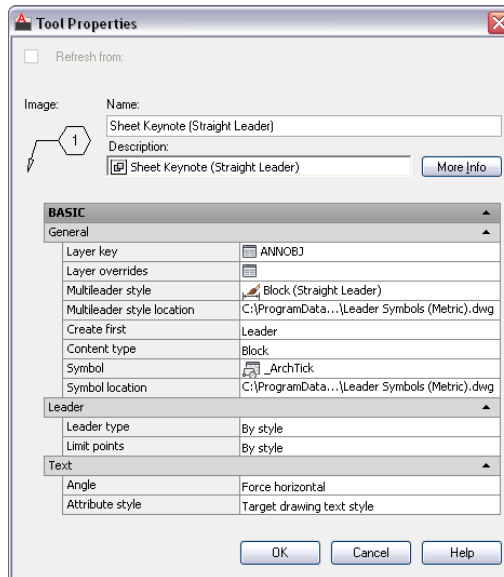 Tool Properties
Refresh from:
Image:
Name:
Sheet Keynote (Straight Leader)
1
Description:
Sheet Keynote (Straight Leader)
More Info
BASIC
General
Layer key ANNOBJ
Layer overrides
Multileader style Block (Straight Leader)
Multileader style location C:\ProgramData...\Leader Symbols (Metric).dwg
Create first Leader
Content type Block
Symbol _ArchTick
Symbol location C:\ProgramData...\Leader Symbols (Metric).dwg
Leader
Leader type By style
Limit points By style
Text
Angle Force horizontal
Attribute style Target drawing text style
OK Cancel Help